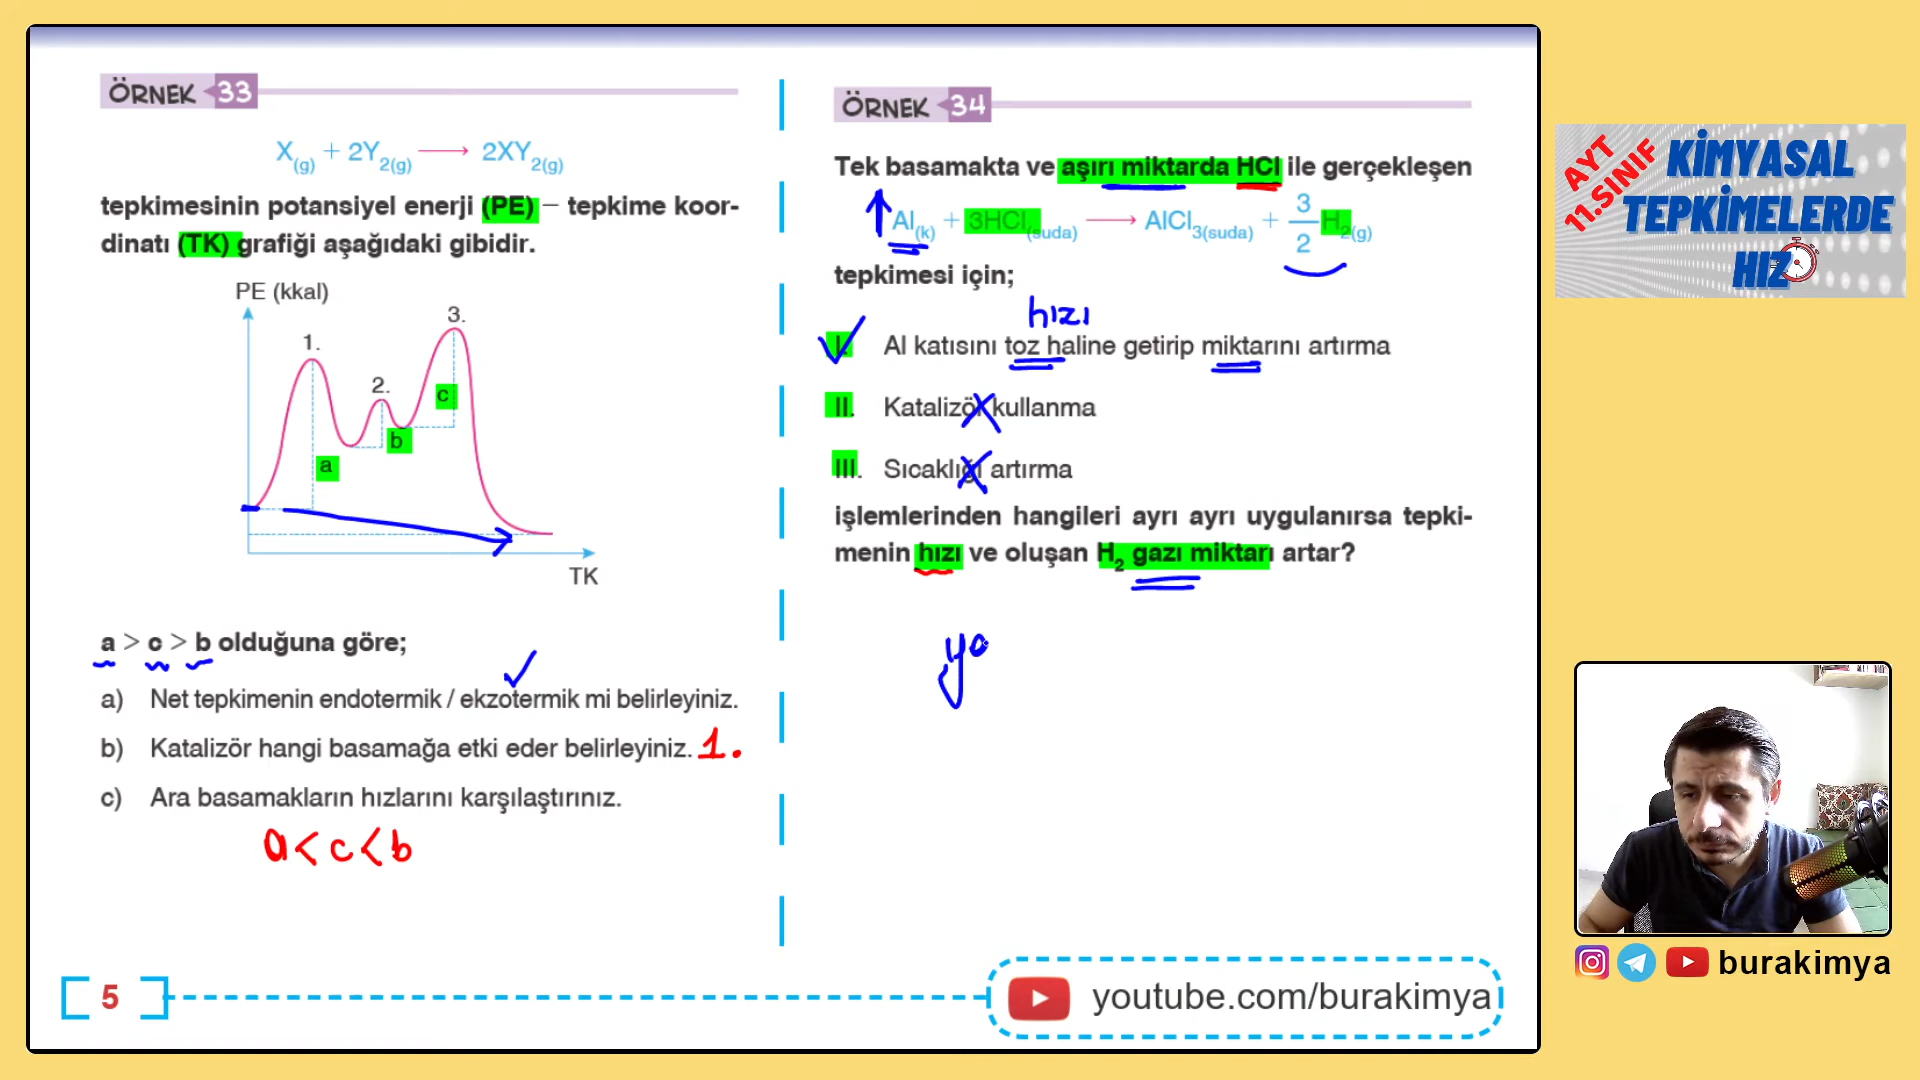 ÖRNEK 33
X(g) + 2Y2(g) → 2XY2(g)
tepkimesinin potansiyel enerji (PE) – tepkime koor-
dinatı (TK) grafiği aşağıdaki gibidir.
PE (kkal)
1.
2.
3.
a
b
c
TK
a > c > b olduğuna göre;
a) Net tepkimenin endotermik / ekzotermik mi belirleyiniz.
b) Katalizör hangi basamağa etki eder belirleyiniz. 1.
c) Ara basamakların hızlarını karşılaştırınız.
a < c < b
5
ÖRNEK 34
Tek basamakta ve aşırı miktarda HCl ile gerçekleşen
Al(k) + 3HCl(suda) → AlCl3(suda) + 3/2 H2(g)
tepkimesi için;
hızı
I. Al katısını toz haline getirip miktarını artırma
II. Katalizör kullanma
III. Sıcaklığı artırma
işlemlerinden hangileri ayrı ayrı uygulanırsa tepki-
menin hızı ve oluşan H2 gazı miktarı artar?
ya
youtube.com/burakimya
AYT
11.SINIF
KİMYASAL
TEPKİMELERDE
HIZ
burakimya